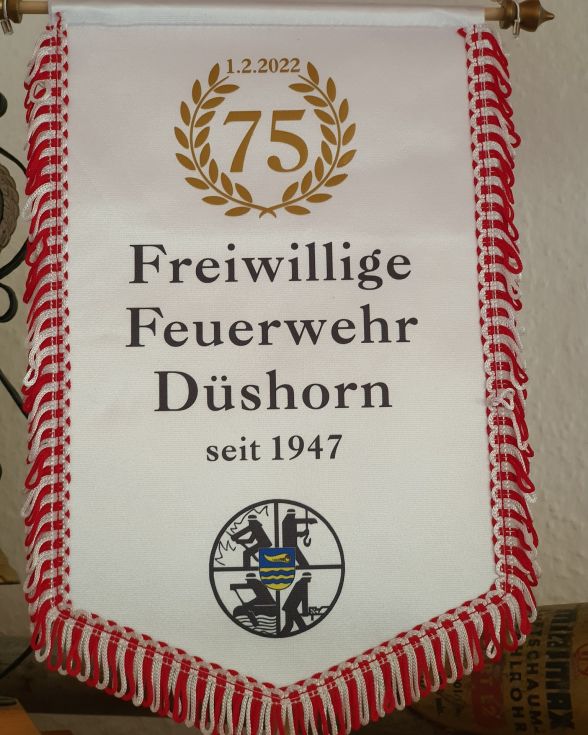 1.2.2022
75
Freiwillige
Feuerwehr
Düshorn
seit 1947